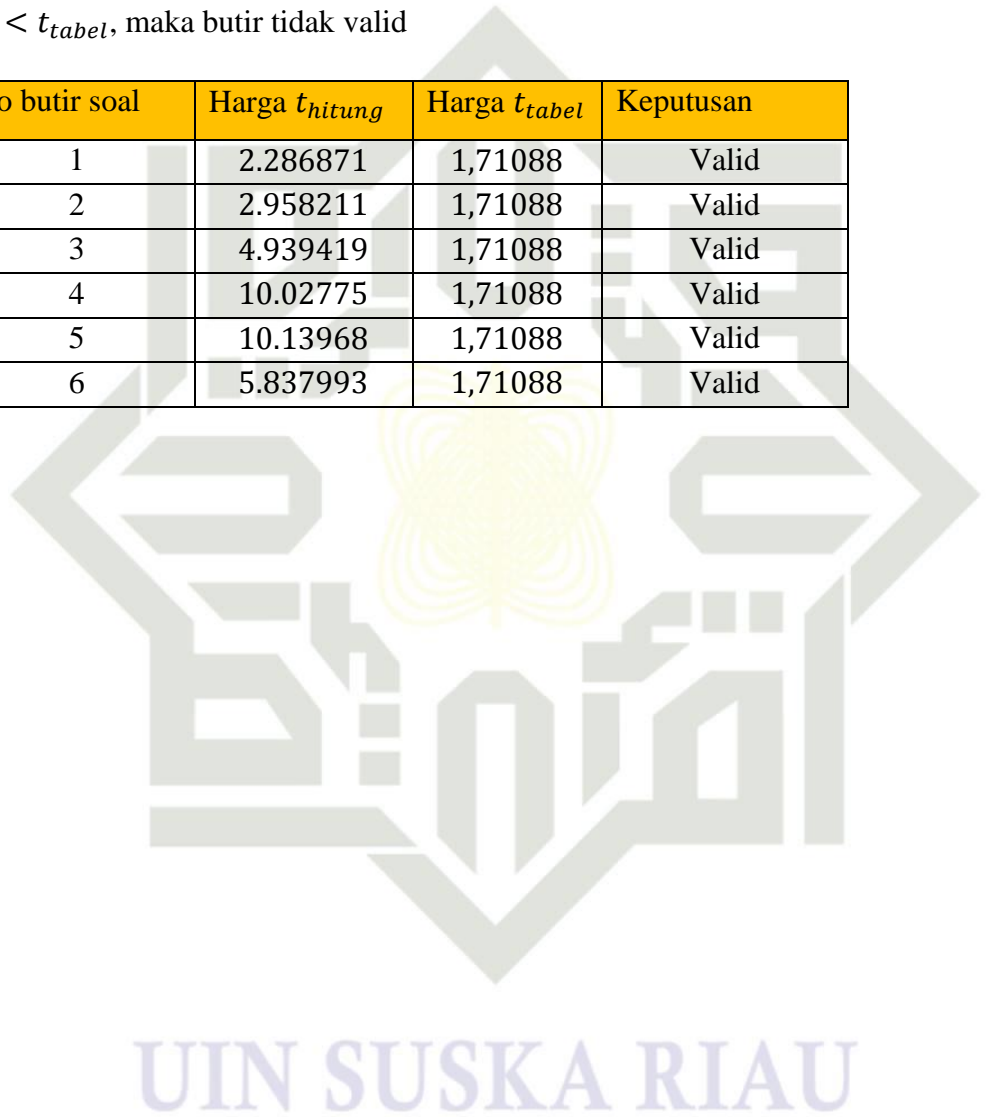 < t_tabel, maka butir tidak valid
o butir soal Harga t_hitung Harga t_tabel Keputusan
1 2.286871 1,71088 Valid
2 2.958211 1,71088 Valid
3 4.939419 1,71088 Valid
4 10.02775 1,71088 Valid
5 10.13968 1,71088 Valid
6 5.837993 1,71088 Valid
UIN SUSKA RIAU